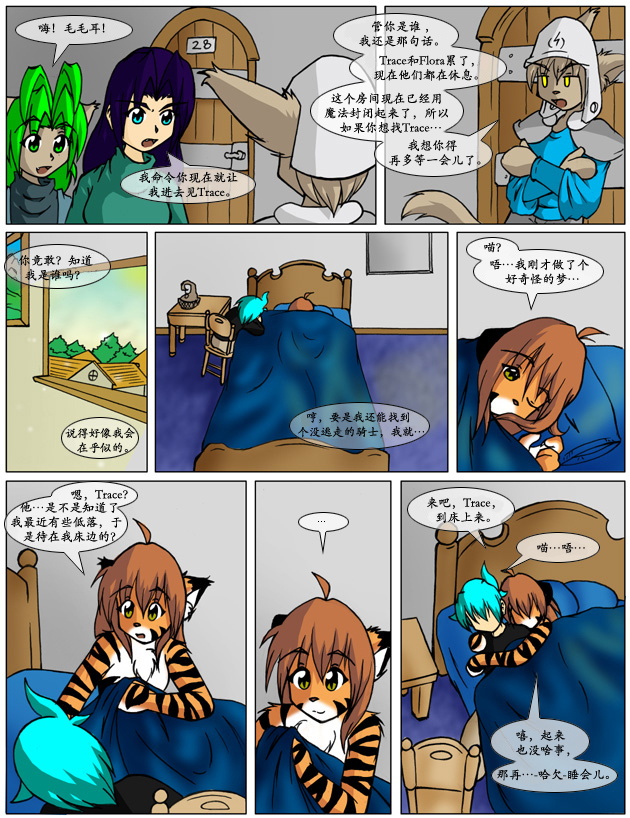 嗨！毛毛耳！
28
我命令你现在就让
我进去见Trace。
管你是谁，
我还是那句话。
Trace和Flora累了，
现在他们都在休息。
这个房间现在已经用
魔法封闭起来了，所以
如果你想找Trace…
我想你得
再多等一会儿了。
你竟敢？知道
我是谁吗？
说得好像我会
在乎似的。
哼，要是我还能找到
个没逃走的骑士，我就…
喵？
唔…我刚才做了个
好奇怪的梦…
嗯，Trace？
他…是不是知道了
我最近有些低落，于
是待在我床边的？
…
来吧，Trace，
到床上来。
喵…唔…
嘻，起来
也没啥事，
那再…-哈欠-睡会儿。